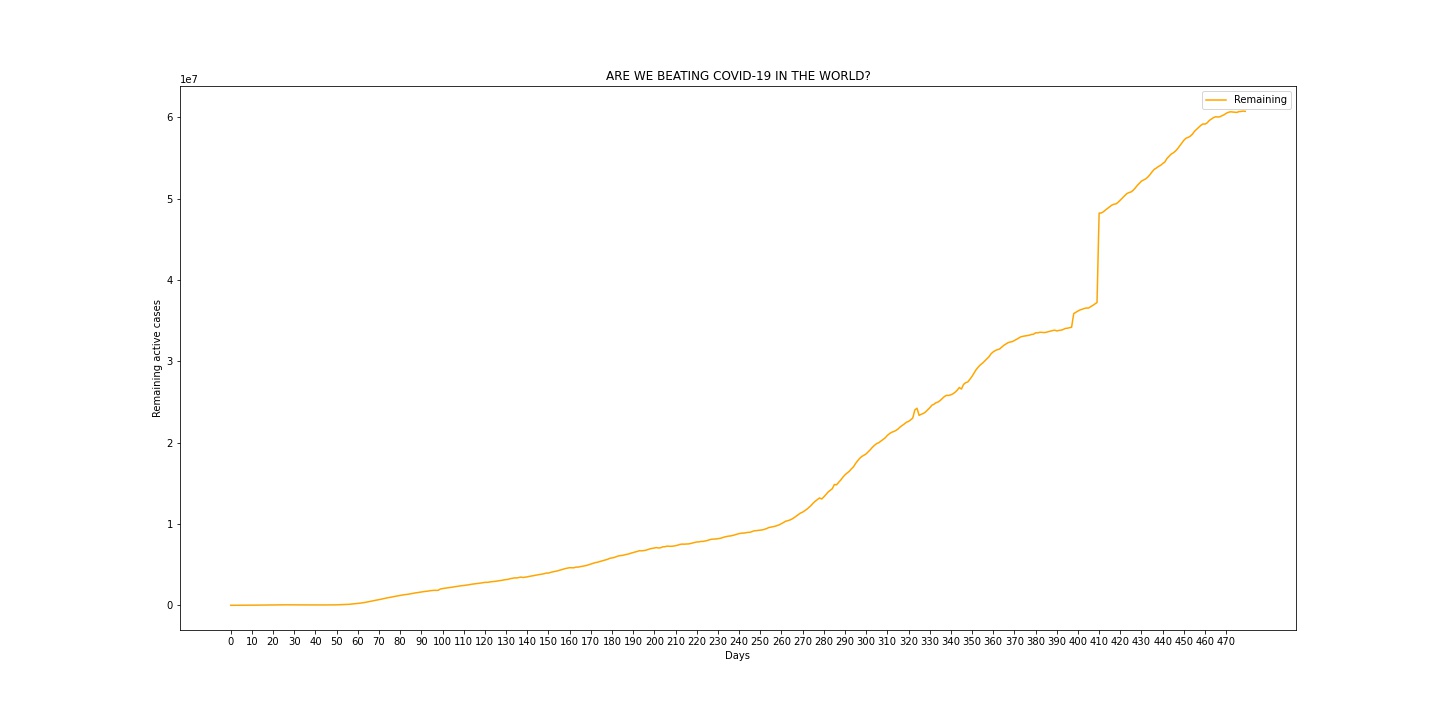 ARE WE BEATING COVID-19 IN THE WORLD?
1e7
Remaining
6
5
4
3
2
1
0
Remaining active cases
0 10 20 30 40 50 60 70 80 90 100 110 120 130 140 150 160 170 180 190 200 210 220 230 240 250 260 270 280 290 300 310 320 330 340 350 360 370 380 390 400 410 420 430 440 450 460 470
Days